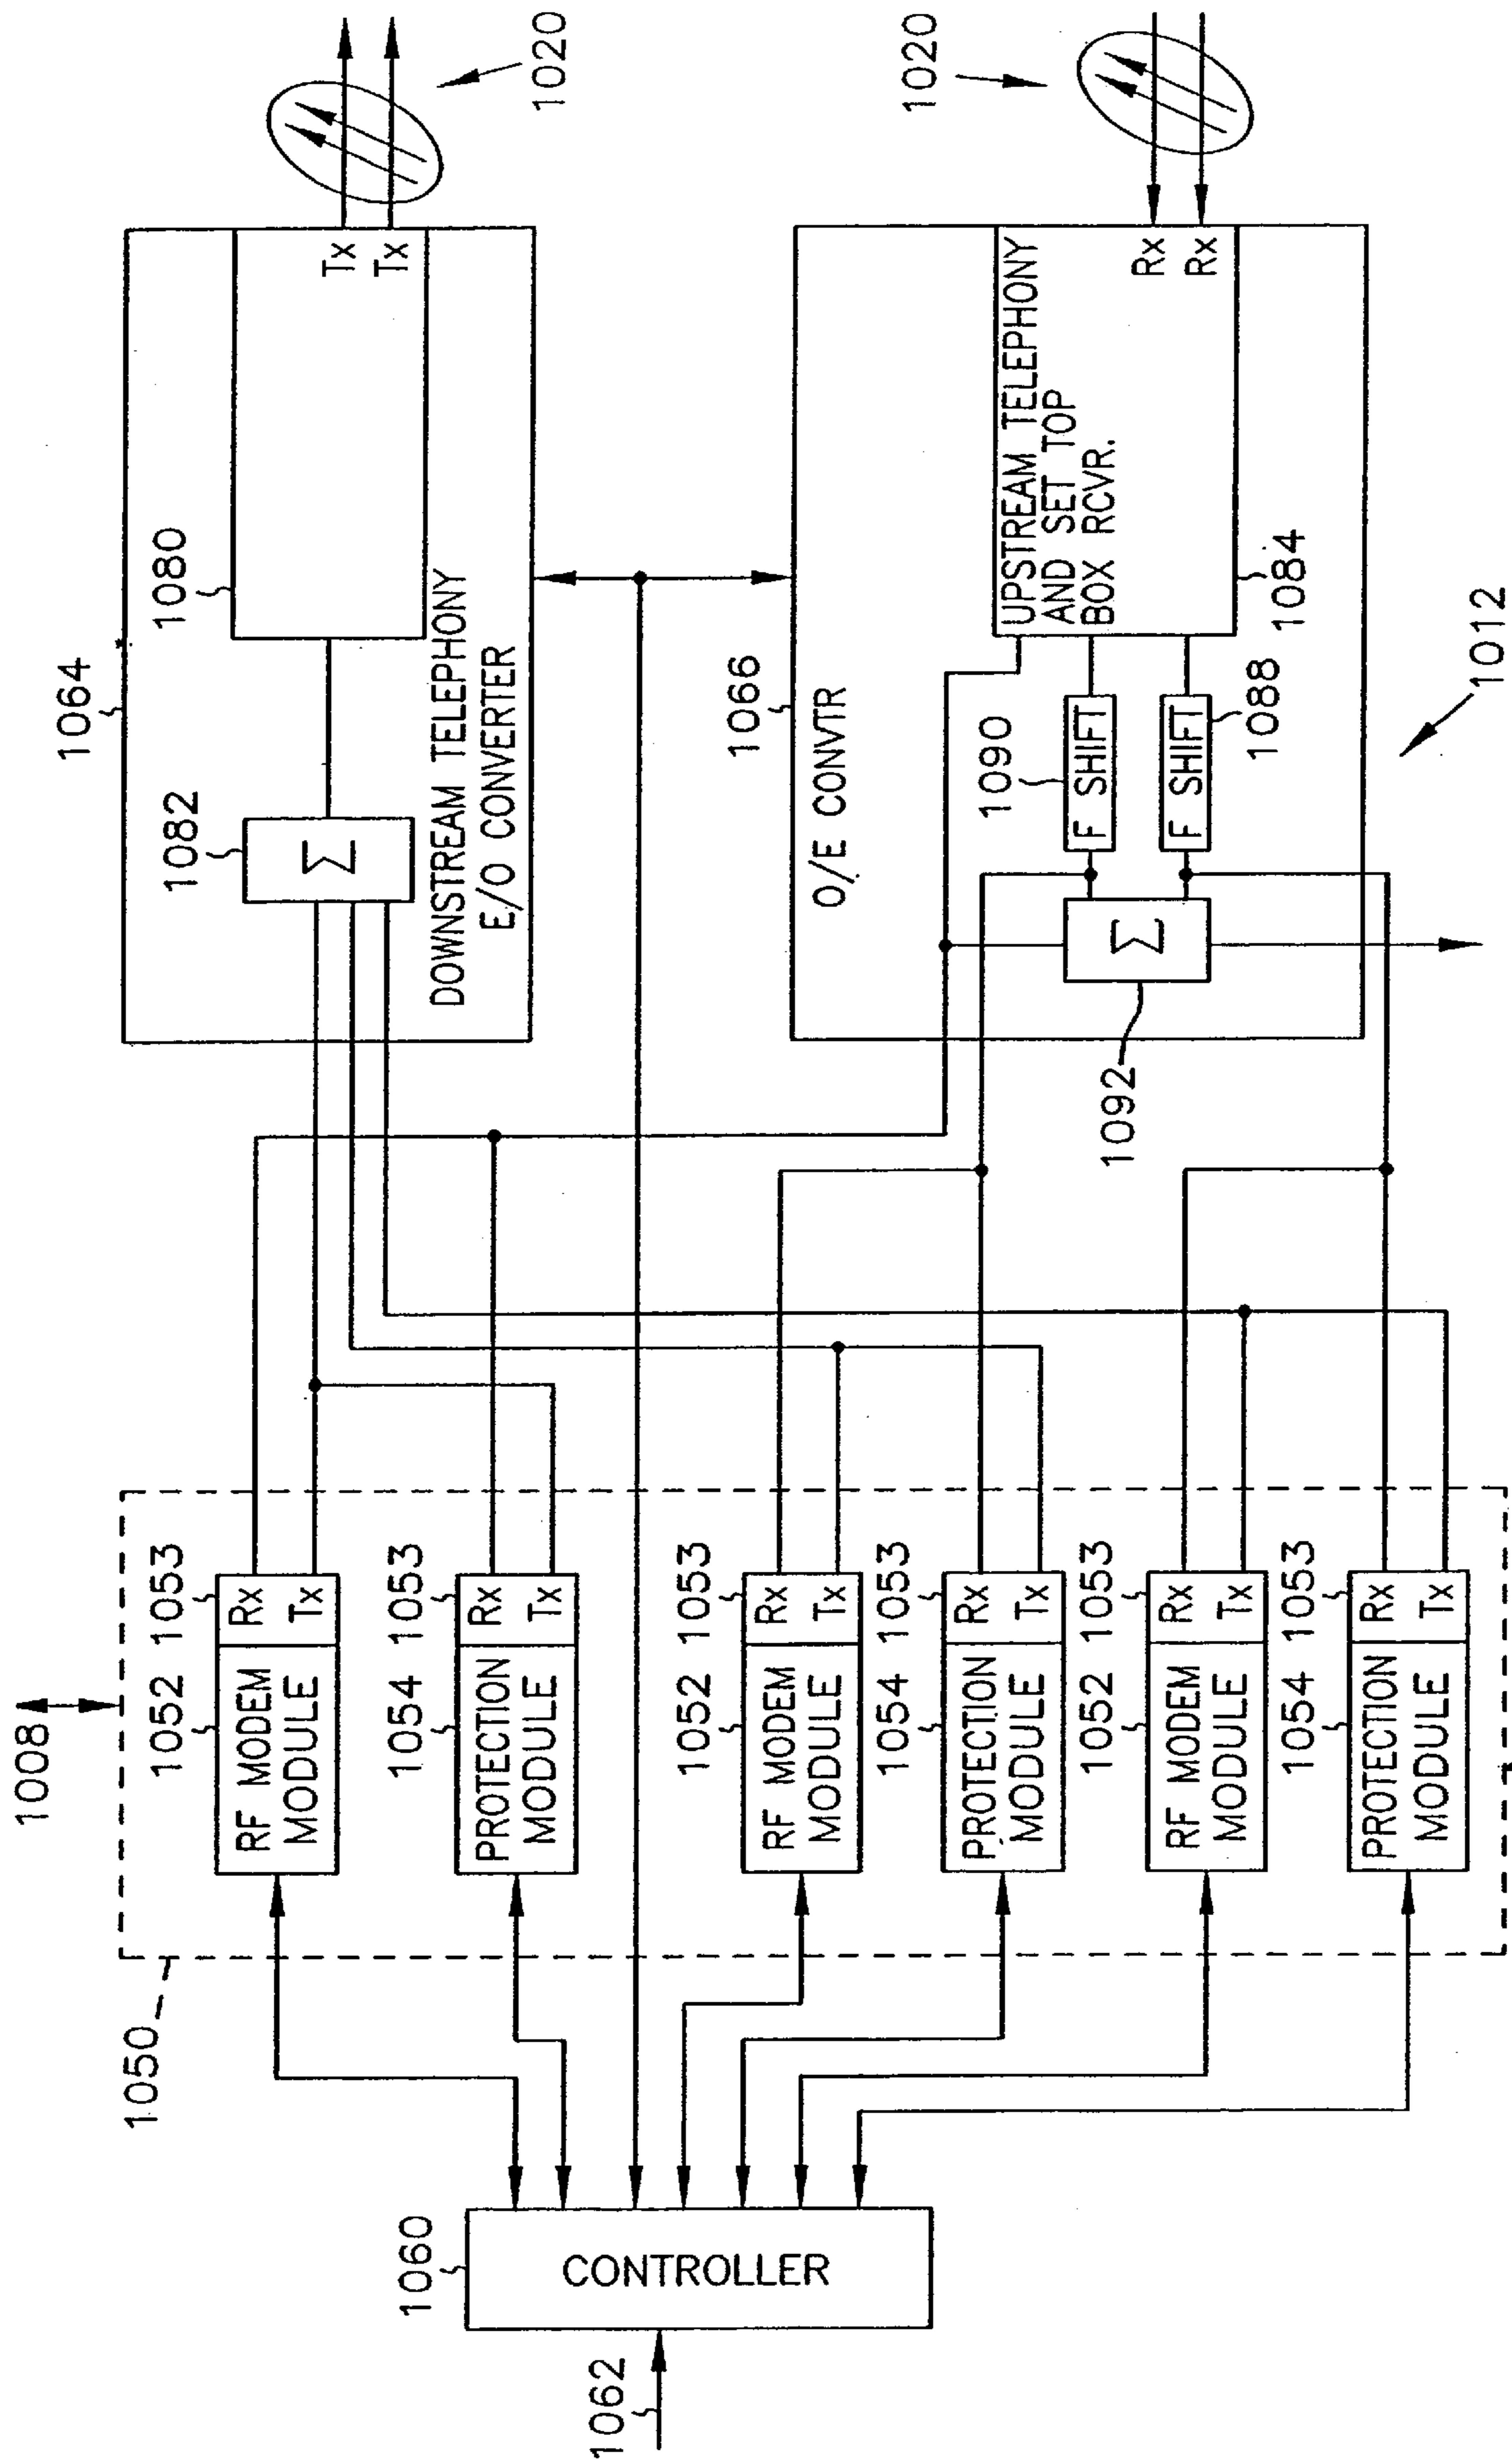 1008
1050
1052
1053
RF MODEM
MODULE
Rx
Tx
1054
1053
PROTECTION
MODULE
Rx
Tx
1052
1053
RF MODEM
MODULE
Rx
Tx
1054
1053
PROTECTION
MODULE
Rx
Tx
1052
1053
RF MODEM
MODULE
Rx
Tx
1054
1053
PROTECTION
MODULE
Rx
Tx
1060
CONTROLLER
1062
1064
1082
Σ
1080
Tx
Tx
DOWNSTREAM TELEPHONY
E/O CONVERTER
1020
1066
O/E CONVTR
1090
F SHIFT
F SHIFT
1088
Σ
1092
UPSTREAM TELEPHONY
AND SET TOP
BOX RCVR.
Rx
Rx
1084
1020
1012